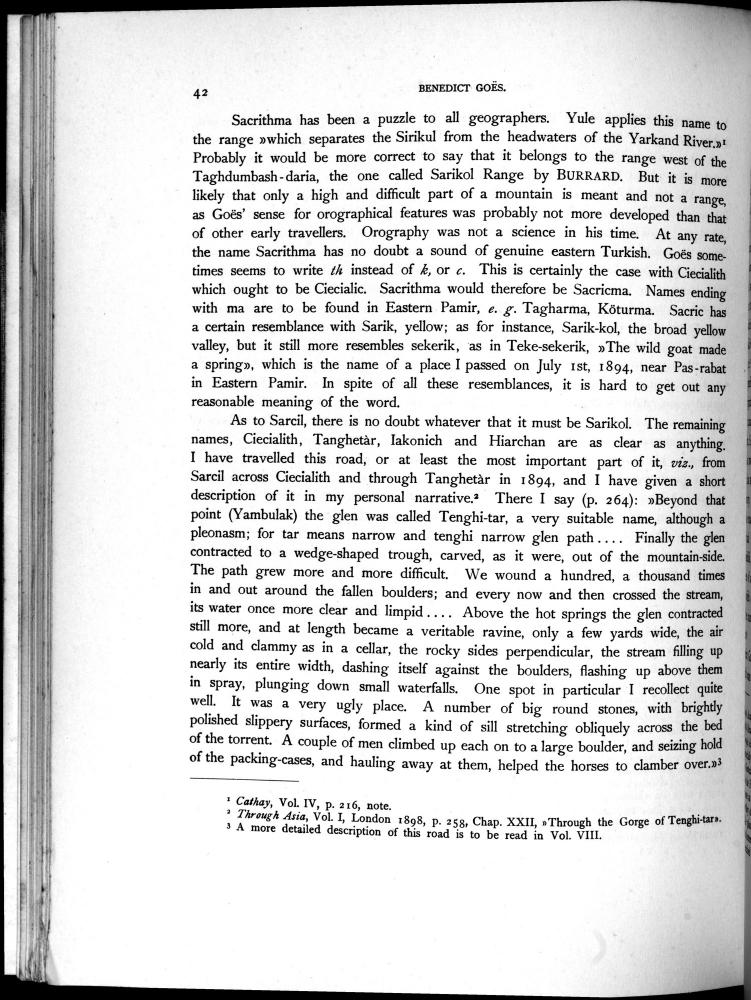 42
BENEDICT GOËS.
Sacrithma has been a puzzle to all geographers. Yule applies this name to
the range »which separates the Sirikul from the headwaters of the Yarkand River.»¹
Probably it would be more correct to say that it belongs to the range west of the
Taghdumbash-daria, the one called Sarikol Range by BURRARD. But it is more
likely that only a high and difficult part of a mountain is meant and not a range,
as Goës' sense for orographical features was probably not more developed than that
of other early travellers. Orography was not a science in his time. At any rate,
the name Sacrithma has no doubt a sound of genuine eastern Turkish. Goës some-
times seems to write th instead of k, or c. This is certainly the case with Ciecialith
which ought to be Ciecialic. Sacrithma would therefore be Sacricma. Names ending
with ma are to be found in Eastern Pamir, e. g. Tagharma, Köturma. Sacric has
a certain resemblance with Sarik, yellow; as for instance, Sarik-kol, the broad yellow
valley, but it still more resembles sekerik, as in Teke-sekerik, »The wild goat made
a spring», which is the name of a place I passed on July 1st, 1894, near Pas-rabat
in Eastern Pamir. In spite of all these resemblances, it is hard to get out any
reasonable meaning of the word.
As to Sarcil, there is no doubt whatever that it must be Sarikol. The remaining
names, Ciecialith, Tanghetàr, Iakonich and Hiarchan are as clear as anything.
I have travelled this road, or at least the most important part of it, viz., from
Sarcil across Ciecialith and through Tanghetàr in 1894, and I have given a short
description of it in my personal narrative.² There I say (p. 264): »Beyond that
point (Yambulak) the glen was called Tenghi-tar, a very suitable name, although a
pleonasm; for tar means narrow and tenghi narrow glen path .... Finally the glen
contracted to a wedge-shaped trough, carved, as it were, out of the mountain-side.
The path grew more and more difficult. We wound a hundred, a thousand times
in and out around the fallen boulders; and every now and then crossed the stream,
its water once more clear and limpid .... Above the hot springs the glen contracted
still more, and at length became a veritable ravine, only a few yards wide, the air
cold and clammy as in a cellar, the rocky sides perpendicular, the stream filling up
nearly its entire width, dashing itself against the boulders, flashing up above them
in spray, plunging down small waterfalls. One spot in particular I recollect quite
well. It was a very ugly place. A number of big round stones, with brightly
polished slippery surfaces, formed a kind of sill stretching obliquely across the bed
of the torrent. A couple of men climbed up each on to a large boulder, and seizing hold
of the packing-cases, and hauling away at them, helped the horses to clamber over.»³
¹ Cathay, Vol. IV, p. 216, note.
² Through Asia, Vol. I, London 1898, p. 258, Chap. XXII, »Through the Gorge of Tenghi-tar».
³ A more detailed description of this road is to be read in Vol. VIII.